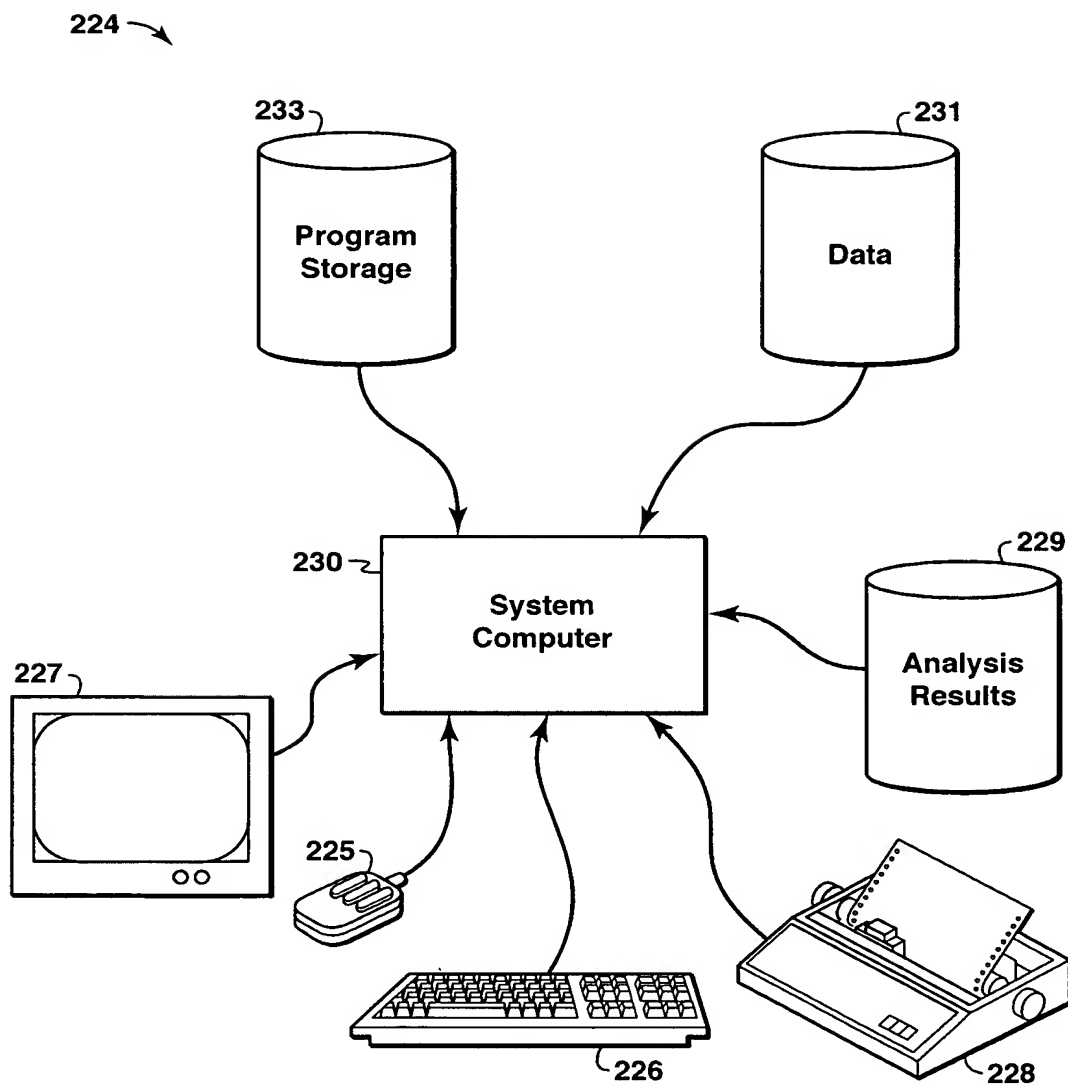 224
233
231
Program
Storage
Data
230
System
Computer
229
Analysis
Results
227
225
226
228